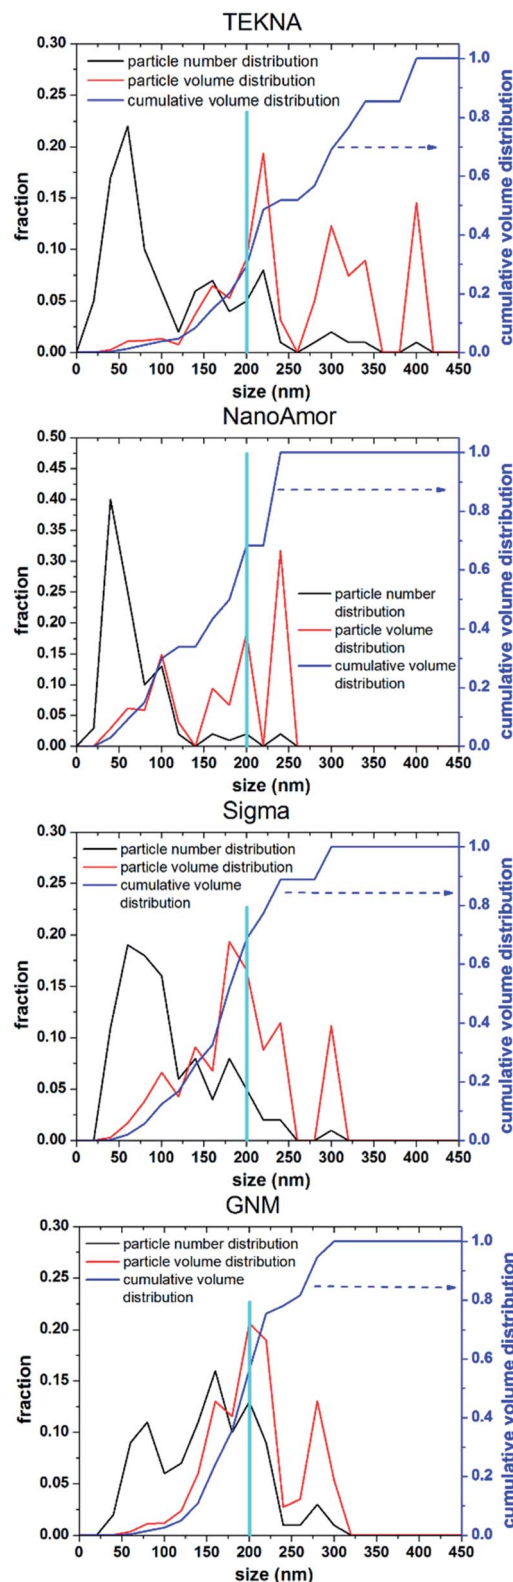 TEKNA
particle number distribution
particle volume distribution
cumulative volume distribution
fraction
0.30
0.25
0.20
0.15
0.10
0.05
0.00
1.0
0.8
0.6
0.4
0.2
0.0
cumulative volume distribution
0 50 100 150 200 250 300 350 400 450
size (nm)
NanoAmor
particle number
distribution
particle volume
distribution
cumulative volume
distribution
fraction
0.50
0.45
0.40
0.35
0.30
0.25
0.20
0.15
0.10
0.05
0.00
1.0
0.8
0.6
0.4
0.2
0.0
cumulative volume distribution
0 50 100 150 200 250 300 350 400 450
size (nm)
Sigma
particle number distribution
particle volume distribution
cumulative volume
distribution
fraction
0.30
0.25
0.20
0.15
0.10
0.05
0.00
1.0
0.8
0.6
0.4
0.2
0.0
cumulative volume distribution
0 50 100 150 200 250 300 350 400 450
size (nm)
GNM
particle number distribution
particle volume distribution
cumulative volume
distribution
fraction
0.30
0.25
0.20
0.15
0.10
0.05
0.00
1.0
0.8
0.6
0.4
0.2
0.0
cumulative volume distribution
0 50 100 150 200 250 300 350 400 450
size (nm)